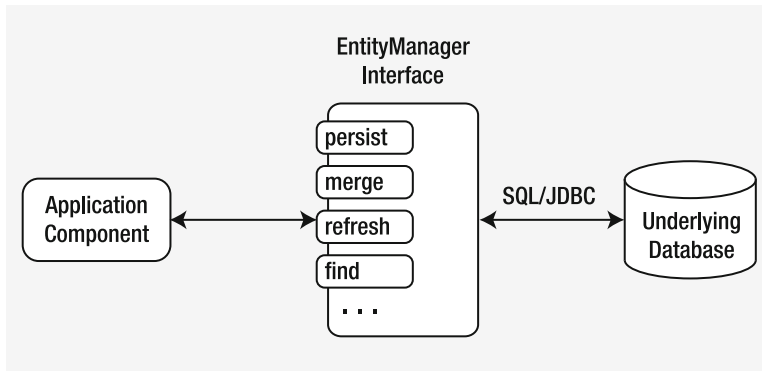 EntityManager
Interface
persist
merge
refresh
find
. . .
Application
Component
SQL/JDBC
Underlying
Database